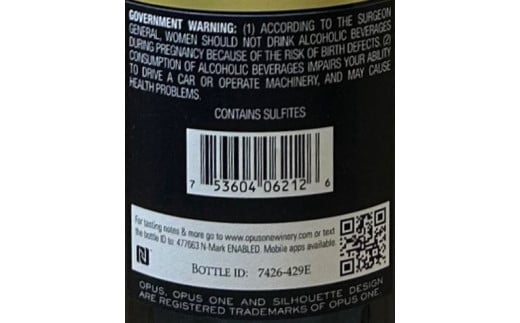 GOVERNMENT WARNING: (1) ACCORDING TO THE SURGEON
GENERAL, WOMEN SHOULD NOT DRINK ALCOHOLIC BEVERAGES
DURING PREGNANCY BECAUSE OF THE RISK OF BIRTH DEFECTS. (2)
CONSUMPTION OF ALCOHOLIC BEVERAGES IMPAIRS YOUR ABILITY
TO DRIVE A CAR OR OPERATE MACHINERY, AND MAY CAUSE
HEALTH PROBLEMS.
CONTAINS SULFITES
7 53604 06212 6
For tasting notes & more go to www.opusonewinery.com and text
the bottle ID to: 477663 N-Mark ENABLED. Mobile apps available.
BOTTLE ID: 7426-429E
OPUS, OPUS ONE AND SILHOUETTE DESIGN
ARE REGISTERED TRADEMARKS OF OPUS ONE.